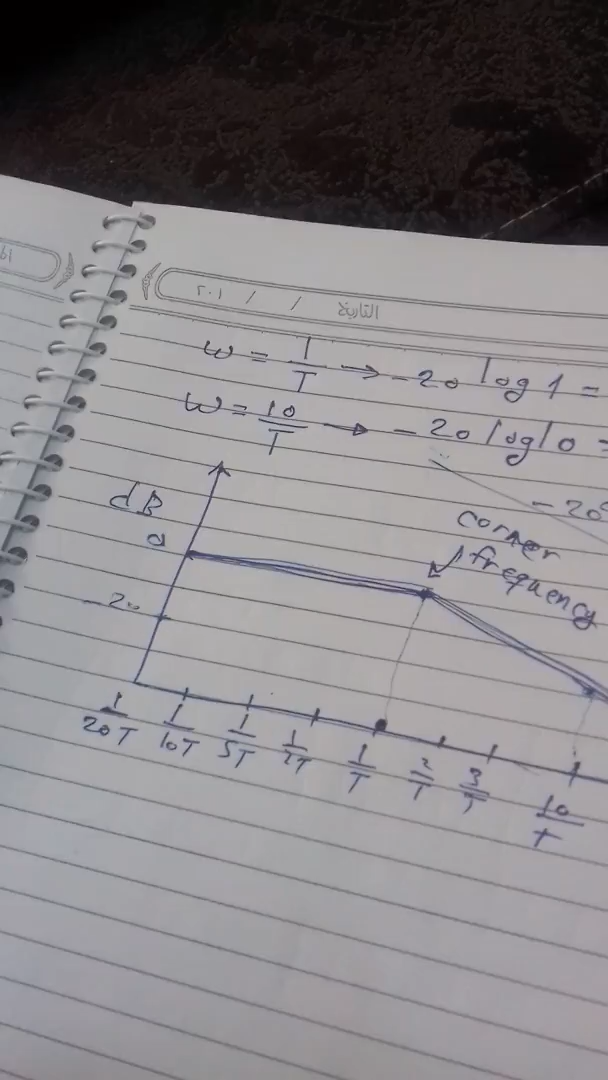 التاريخ / / ٢٠١
w = 1/T → -20 log 1 =
w = 10/T → -20 log 10 =
-20
dB
corner
frequency
0
-20
1/20T 1/10T 1/5T 1/2T 1/T 2/T 3/T 10/T